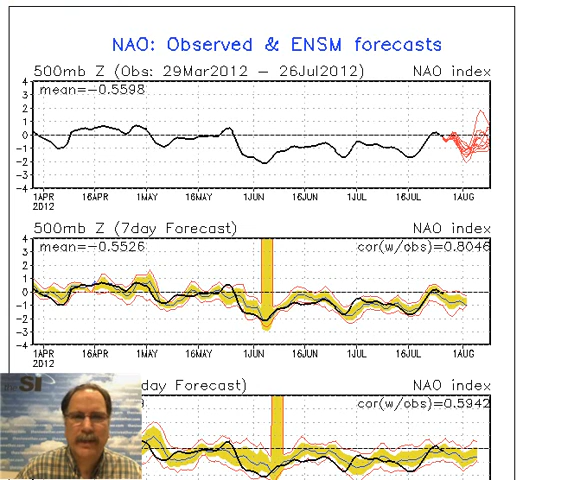 NAO: Observed & ENSM forecasts
500mb Z (Obs: 29Mar2012 – 26Jul2012) NAO index
mean=−0.5598
4
3
2
1
0
−1
−2
−3
−4
1APR 16APR 1MAY 16MAY 1JUN 16JUN 1JUL 16JUL 1AUG
2012
500mb Z (7day Forecast) NAO index
mean=−0.5526 cor(w/obs)=0.8046
4
3
2
1
0
−1
−2
−3
−4
1APR 16APR 1MAY 16MAY 1JUN 16JUN 1JUL 16JUL 1AUG
2012
day Forecast) NAO index
cor(w/obs)=0.5942
SI